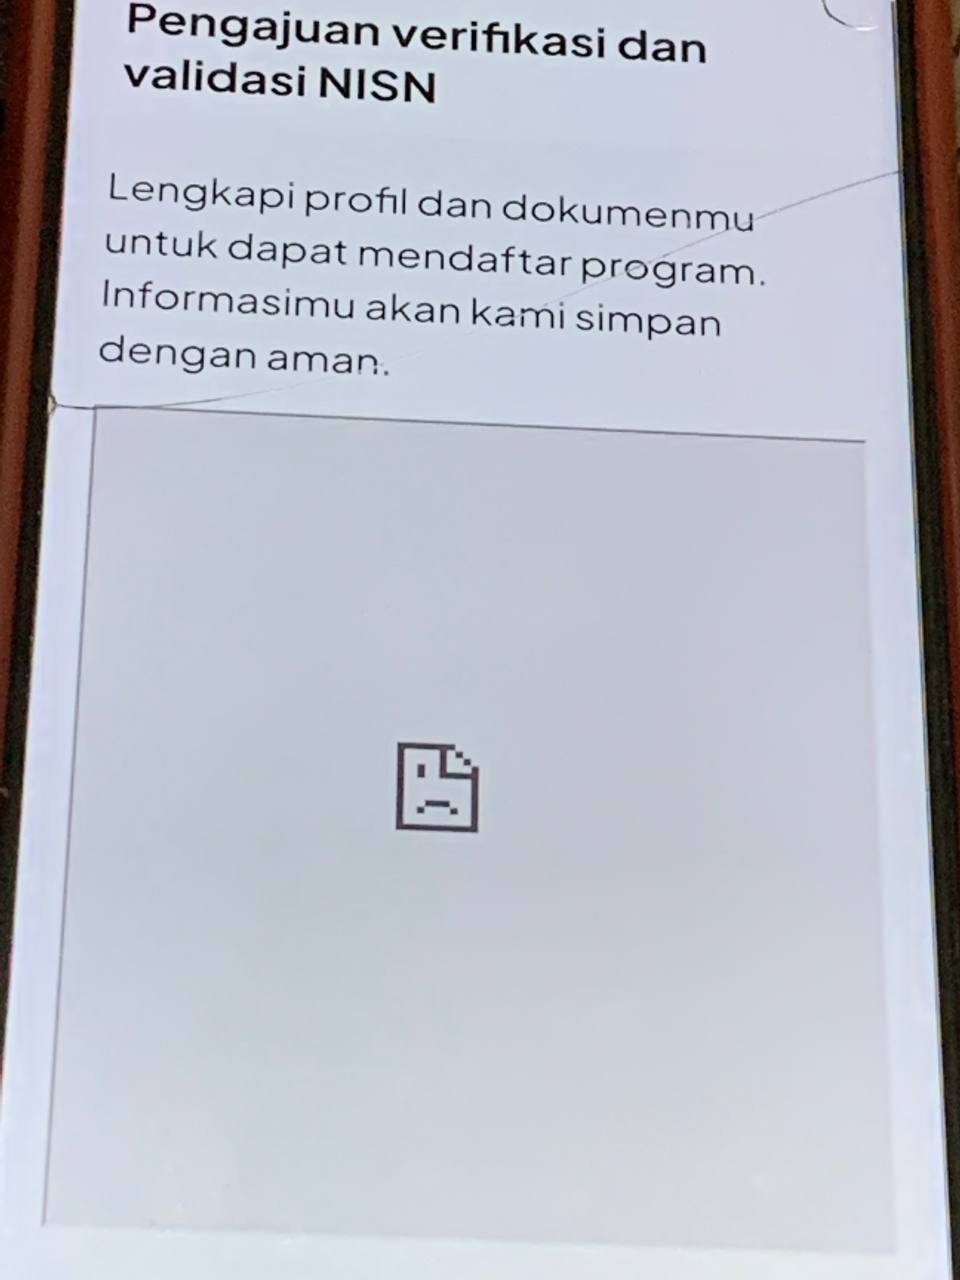 Pengajuan verifikasi dan
validasi NISN
Lengkapi profil dan dokumenmu
untuk dapat mendaftar program.
Informasimu akan kami simpan
dengan aman.